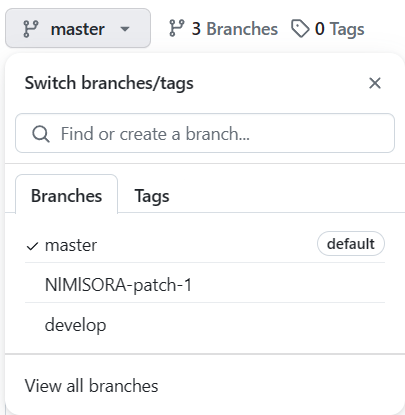 master 3 Branches 0 Tags
Switch branches/tags
Find or create a branch...
Branches Tags
master default
NIMISORA-patch-1
develop
View all branches